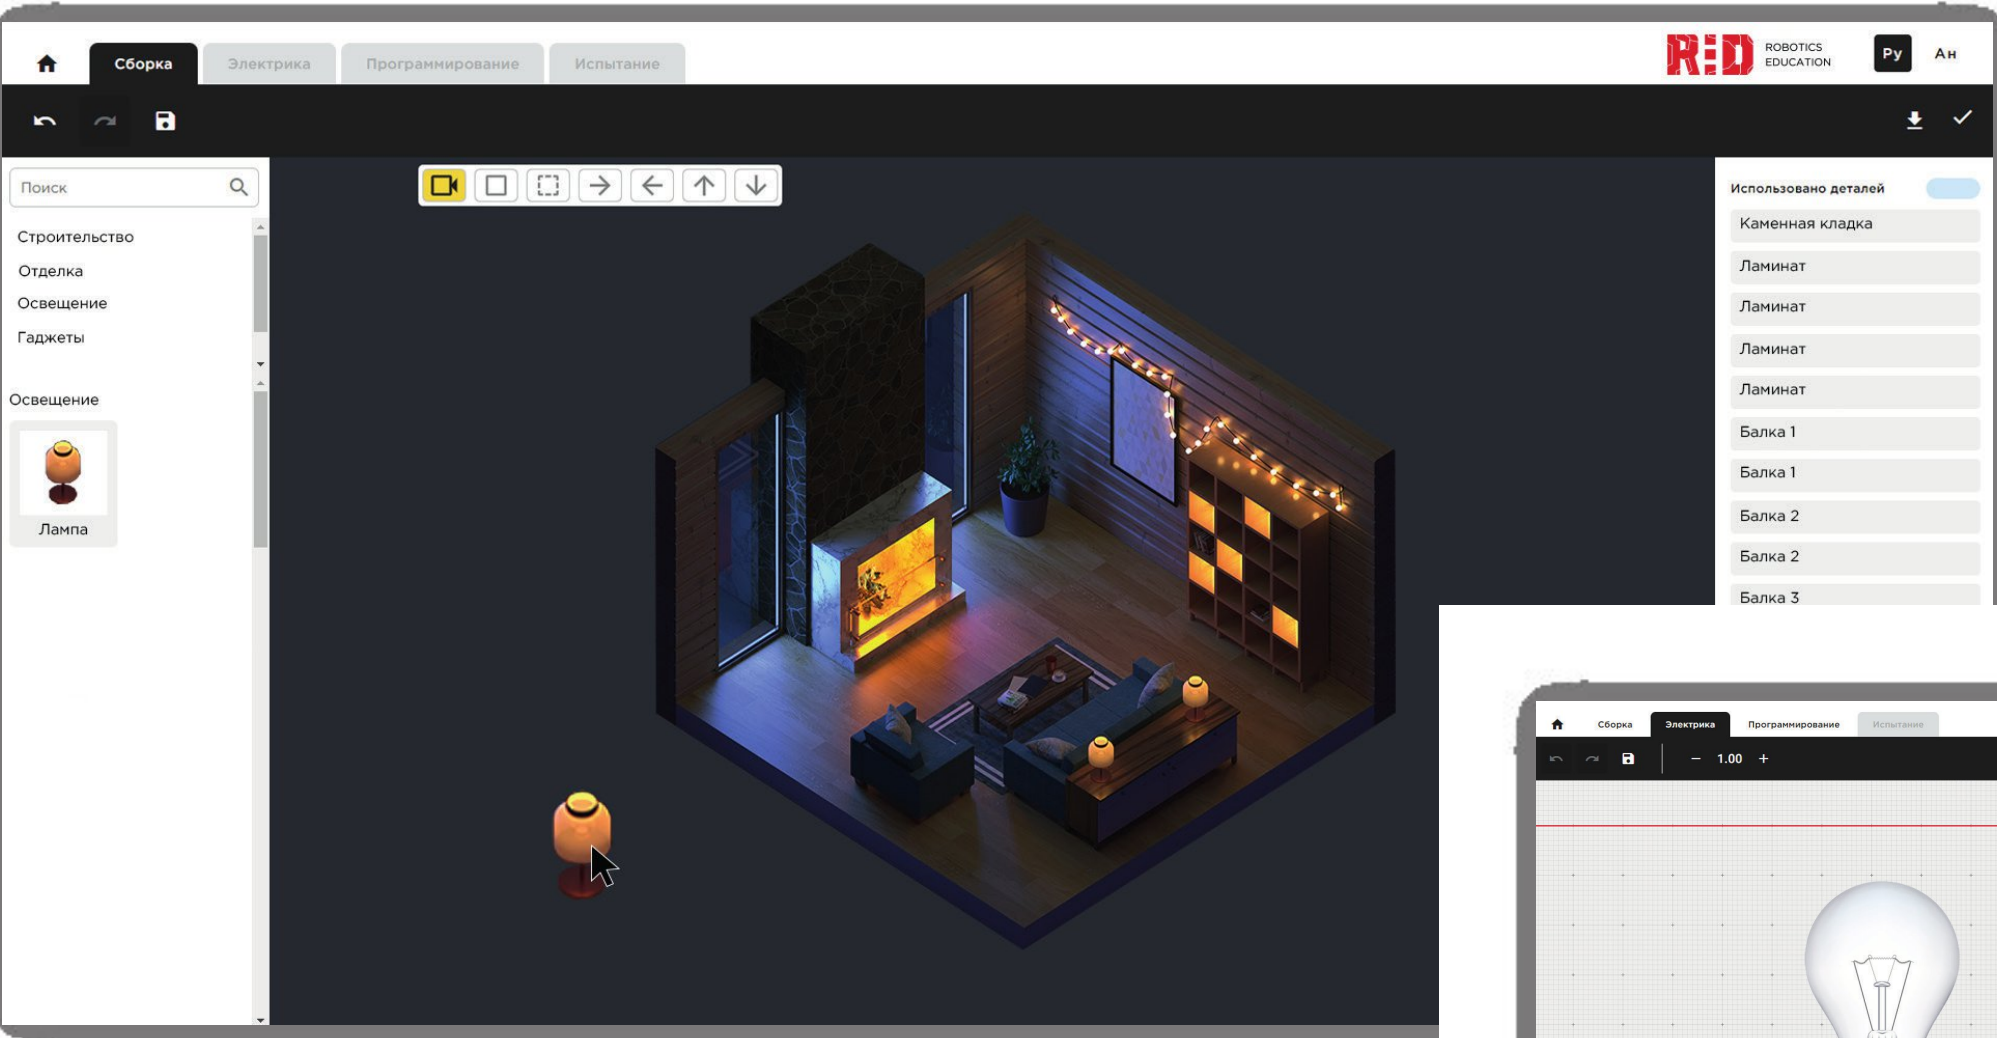 Сборка
Электрика
Программирование
Испытание
RED
ROBOTICS
EDUCATION
Ру
Ан
Поиск
Строительство
Отделка
Освещение
Гаджеты
Освещение
Лампа
Использовано деталей
Каменная кладка
Ламинат
Ламинат
Ламинат
Ламинат
Балка 1
Балка 1
Балка 2
Балка 2
Балка 3
Сборка
Электрика
Программирование
Испытание
− 1.00 +